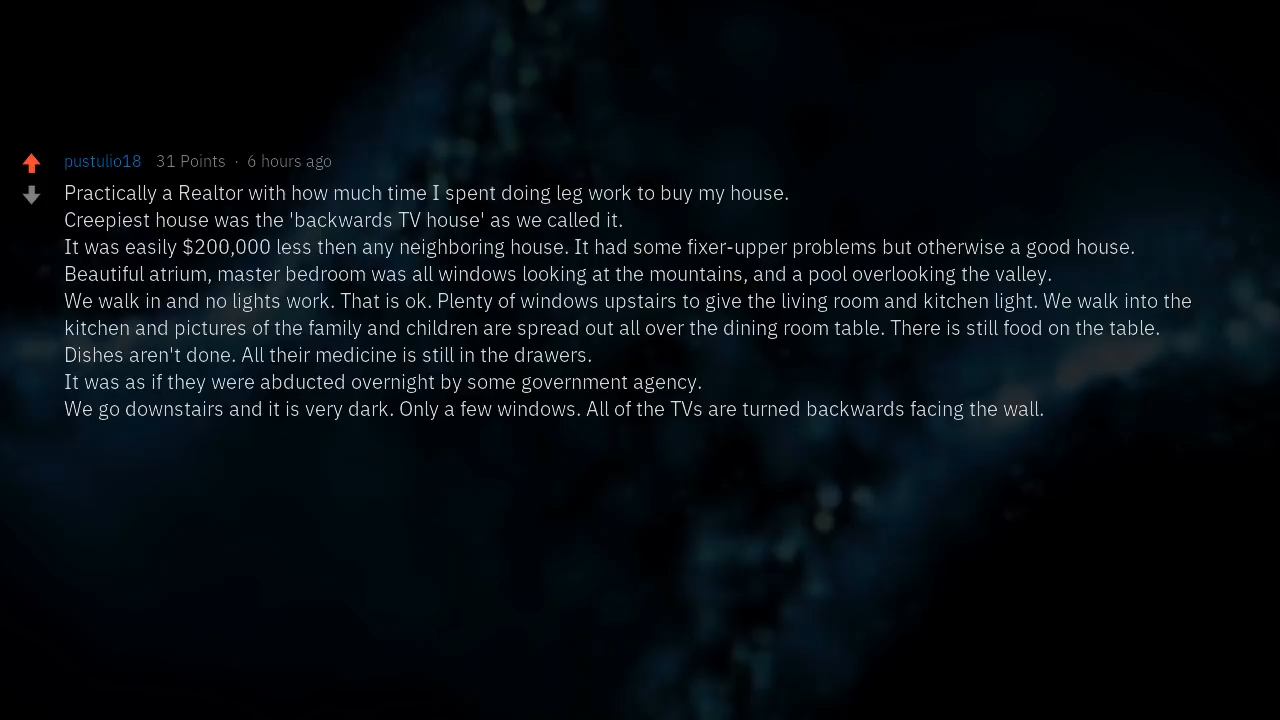 pustulio18 31 Points · 6 hours ago
Practically a Realtor with how much time I spent doing leg work to buy my house.
Creepiest house was the 'backwards TV house' as we called it.
It was easily $200,000 less then any neighboring house. It had some fixer-upper problems but otherwise a good house.
Beautiful atrium, master bedroom was all windows looking at the mountains, and a pool overlooking the valley.
We walk in and no lights work. That is ok. Plenty of windows upstairs to give the living room and kitchen light. We walk into the
kitchen and pictures of the family and children are spread out all over the dining room table. There is still food on the table.
Dishes aren't done. All their medicine is still in the drawers.
It was as if they were abducted overnight by some government agency.
We go downstairs and it is very dark. Only a few windows. All of the TVs are turned backwards facing the wall.